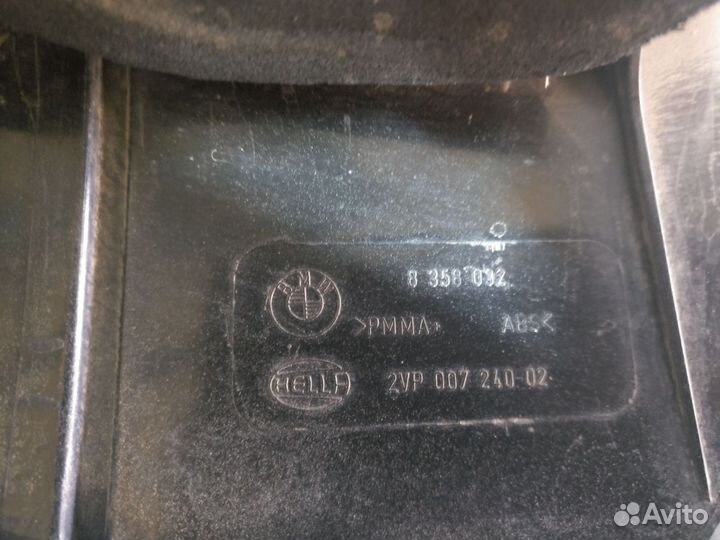 8 358 092
BMW
>PMMA+ ABS<
HELLA
2VP 007 240-02
Avito